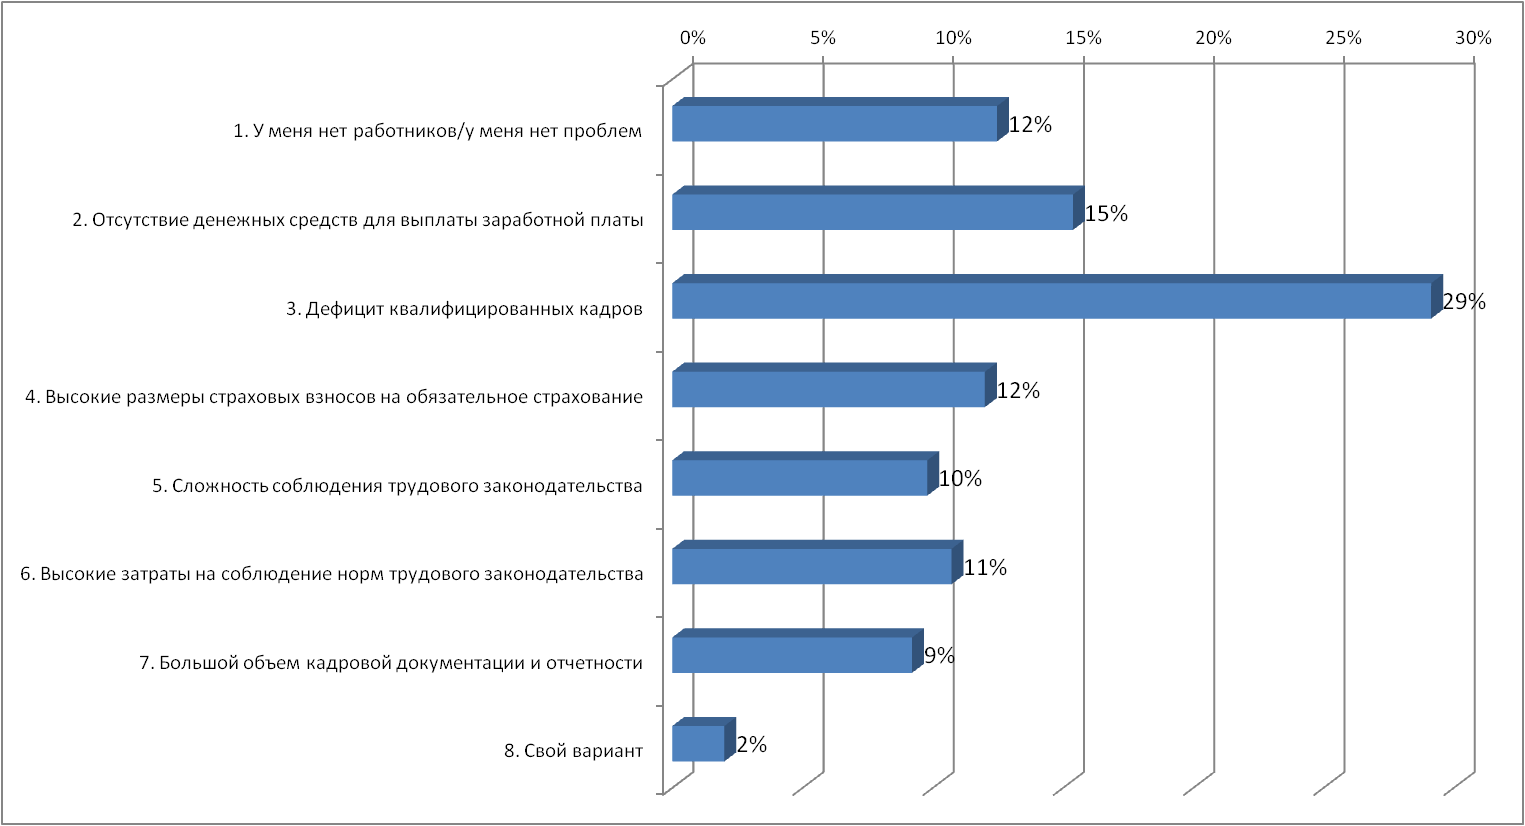 0% 5% 10% 15% 20% 25% 30%
1. У меня нет работников/у меня нет проблем 12%
2. Отсутствие денежных средств для выплаты заработной платы 15%
3. Дефицит квалифицированных кадров 29%
4. Высокие размеры страховых взносов на обязательное страхование 12%
5. Сложность соблюдения трудового законодательства 10%
6. Высокие затраты на соблюдение норм трудового законодательства 11%
7. Большой объем кадровой документации и отчетности 9%
8. Свой вариант 2%